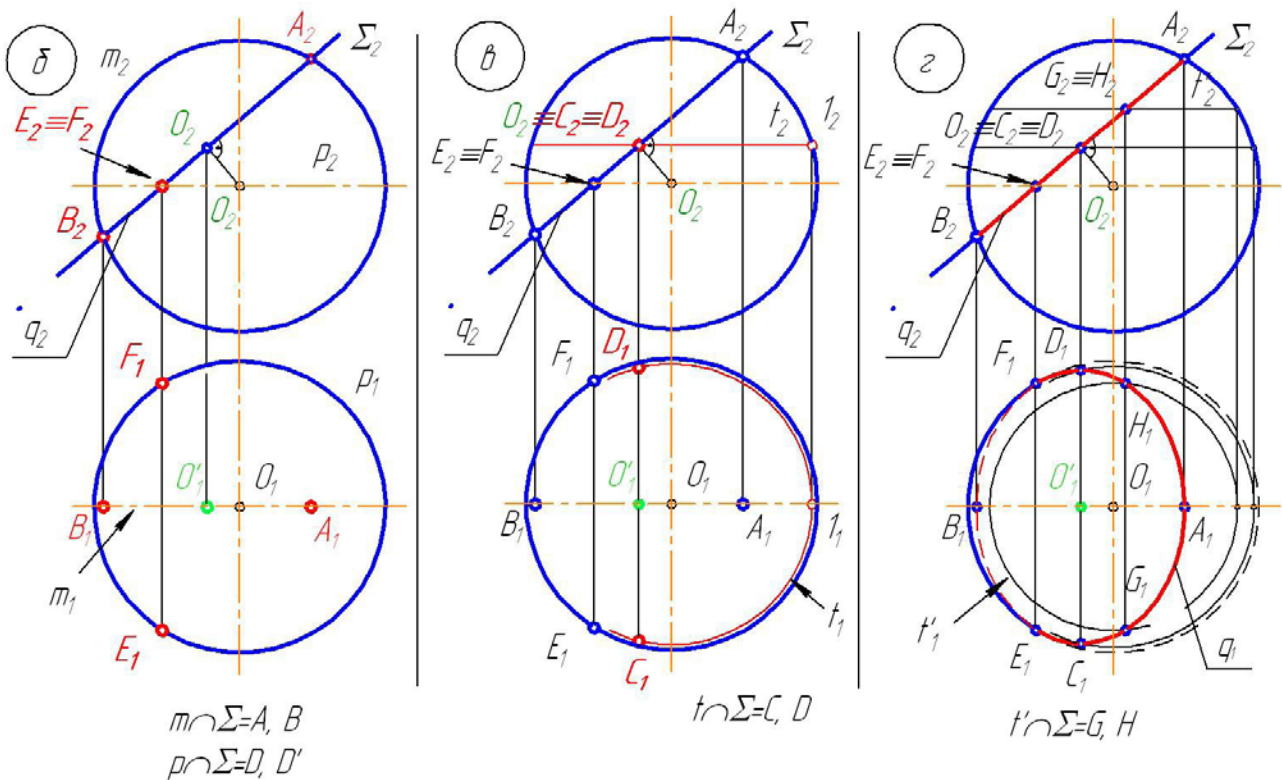 б
m₂
A₂
Σ₂
E₂≡F₂
O₂
p₂
O₂
B₂
q₂
F₁
p₁
O'₁
O₁
B₁
A₁
m₁
E₁
m∩Σ=A, B
p∩Σ=D, D'
в
A₂
Σ₂
O₂≡C₂≡D₂
t₂
1₂
E₂≡F₂
B₂
O₂
q₂
D₁
F₁
O'₁
O₁
B₁
A₁
1₁
E₁
C₁
t₁
t∩Σ=C, D
г
A₂
Σ₂
G₂≡H₂
t'₂
O₂≡C₂≡D₂
E₂≡F₂
B₂
O₂
q₂
F₁
D₁
H₁
O'₁
O₁
B₁
A₁
G₁
t'₁
E₁
C₁
q₁
t'∩Σ=G, H